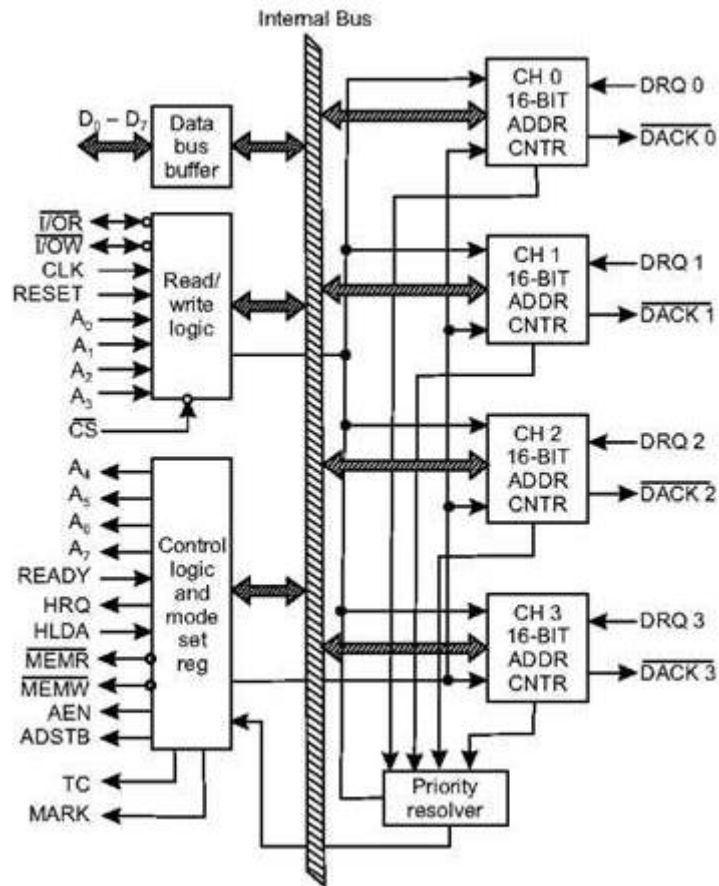 Internal Bus
D₀ – D₇
Data
bus
buffer
I/OR
I/OW
CLK
RESET
A₀
A₁
A₂
A₃
CS
Read/
write
logic
A₄
A₅
A₆
A₇
READY
HRQ
HLDA
MEMR
MEMW
AEN
ADSTB
TC
MARK
Control
logic
and
mode
set
reg
CH 0
16-BIT
ADDR
CNTR
DRQ 0
DACK 0
CH 1
16-BIT
ADDR
CNTR
DRQ 1
DACK 1
CH 2
16-BIT
ADDR
CNTR
DRQ 2
DACK 2
CH 3
16-BIT
ADDR
CNTR
DRQ 3
DACK 3
Priority
resolver